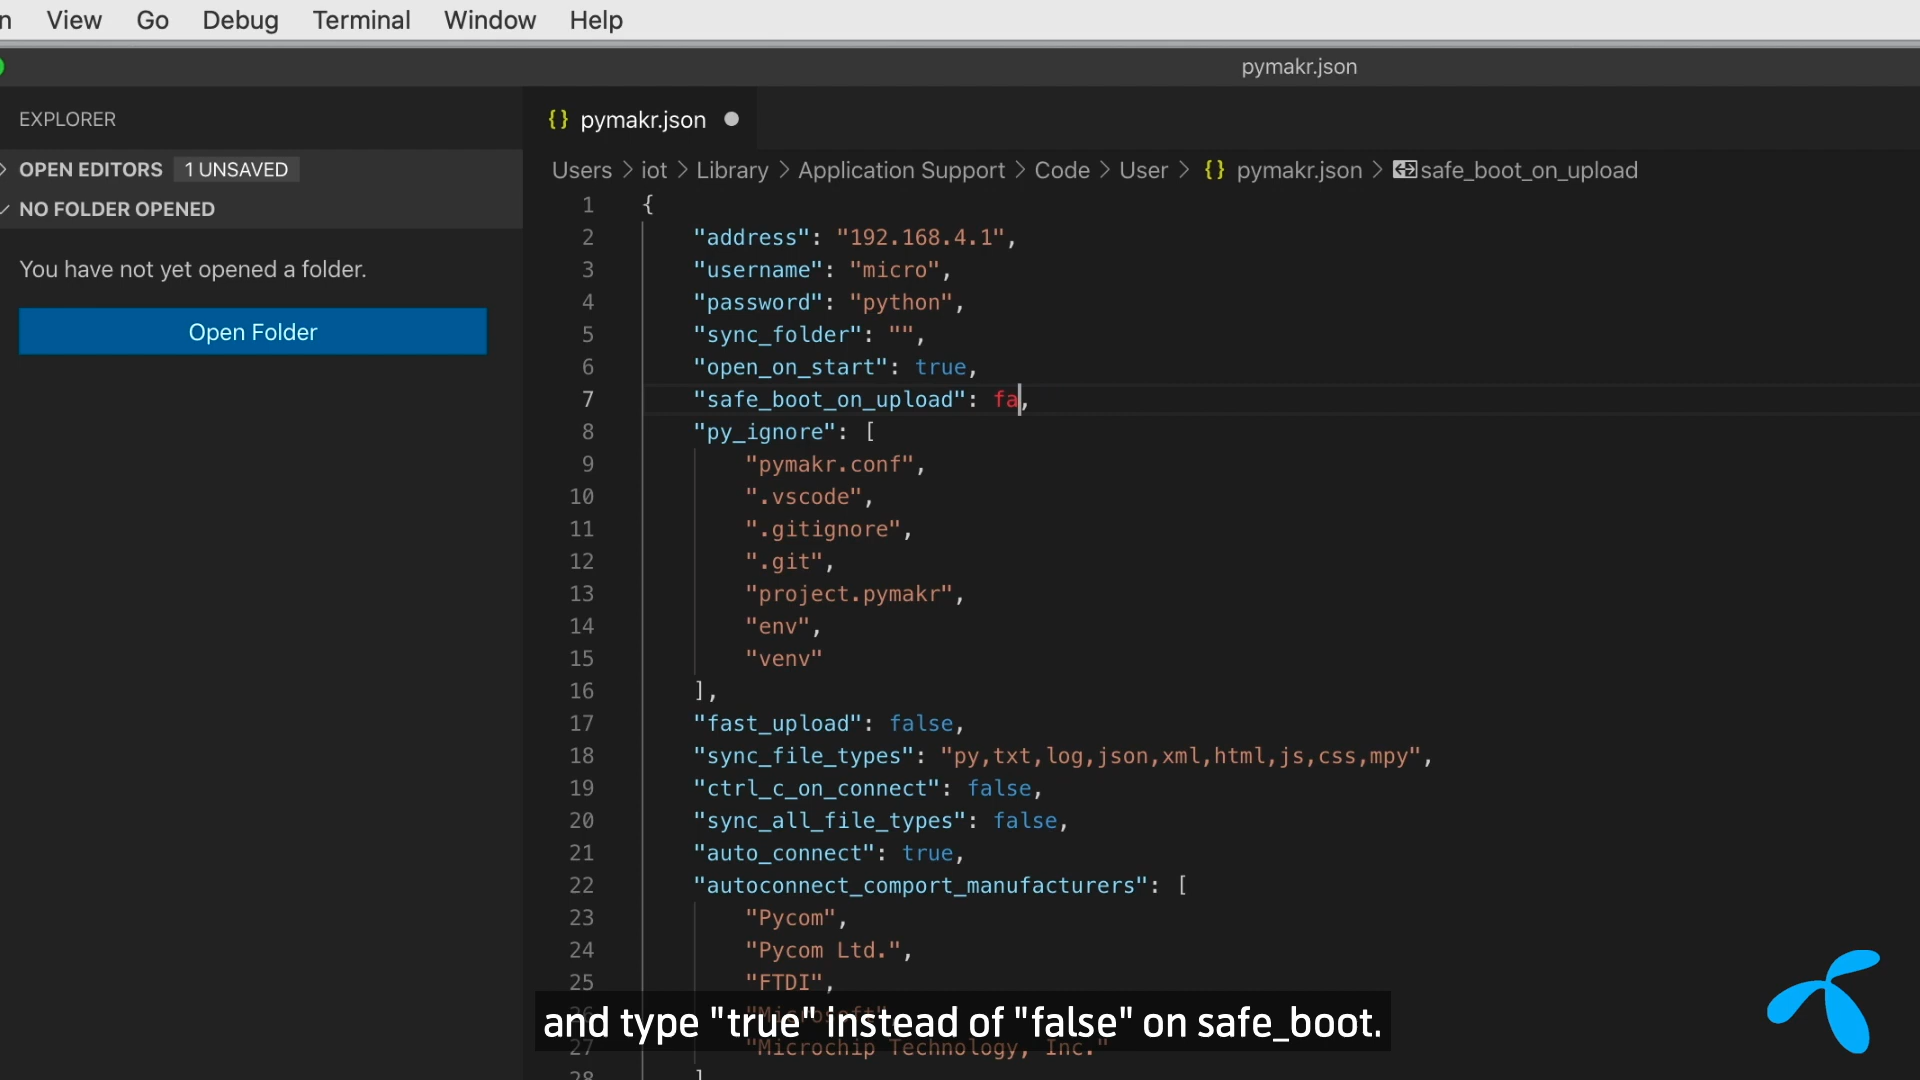 n View Go Debug Terminal Window Help
pymakr.json
EXPLORER
OPEN EDITORS 1 UNSAVED
NO FOLDER OPENED
You have not yet opened a folder.
Open Folder
{} pymakr.json
Users > iot > Library > Application Support > Code > User > {} pymakr.json > safe_boot_on_upload
1 {
2 "address": "192.168.4.1",
3 "username": "micro",
4 "password": "python",
5 "sync_folder": "",
6 "open_on_start": true,
7 "safe_boot_on_upload": fa,
8 "py_ignore": [
9 "pymakr.conf",
10 ".vscode",
11 ".gitignore",
12 ".git",
13 "project.pymakr",
14 "env",
15 "venv"
16 ],
17 "fast_upload": false,
18 "sync_file_types": "py,txt,log,json,xml,html,js,css,mpy",
19 "ctrl_c_on_connect": false,
20 "sync_all_file_types": false,
21 "auto_connect": true,
22 "autoconnect_comport_manufacturers": [
23 "Pycom",
24 "Pycom Ltd.",
25 "FTDI",
26 "Microsoft",
and type "true" instead of "false" on safe_boot.
27 "Microchip Technology, Inc."
28 ]